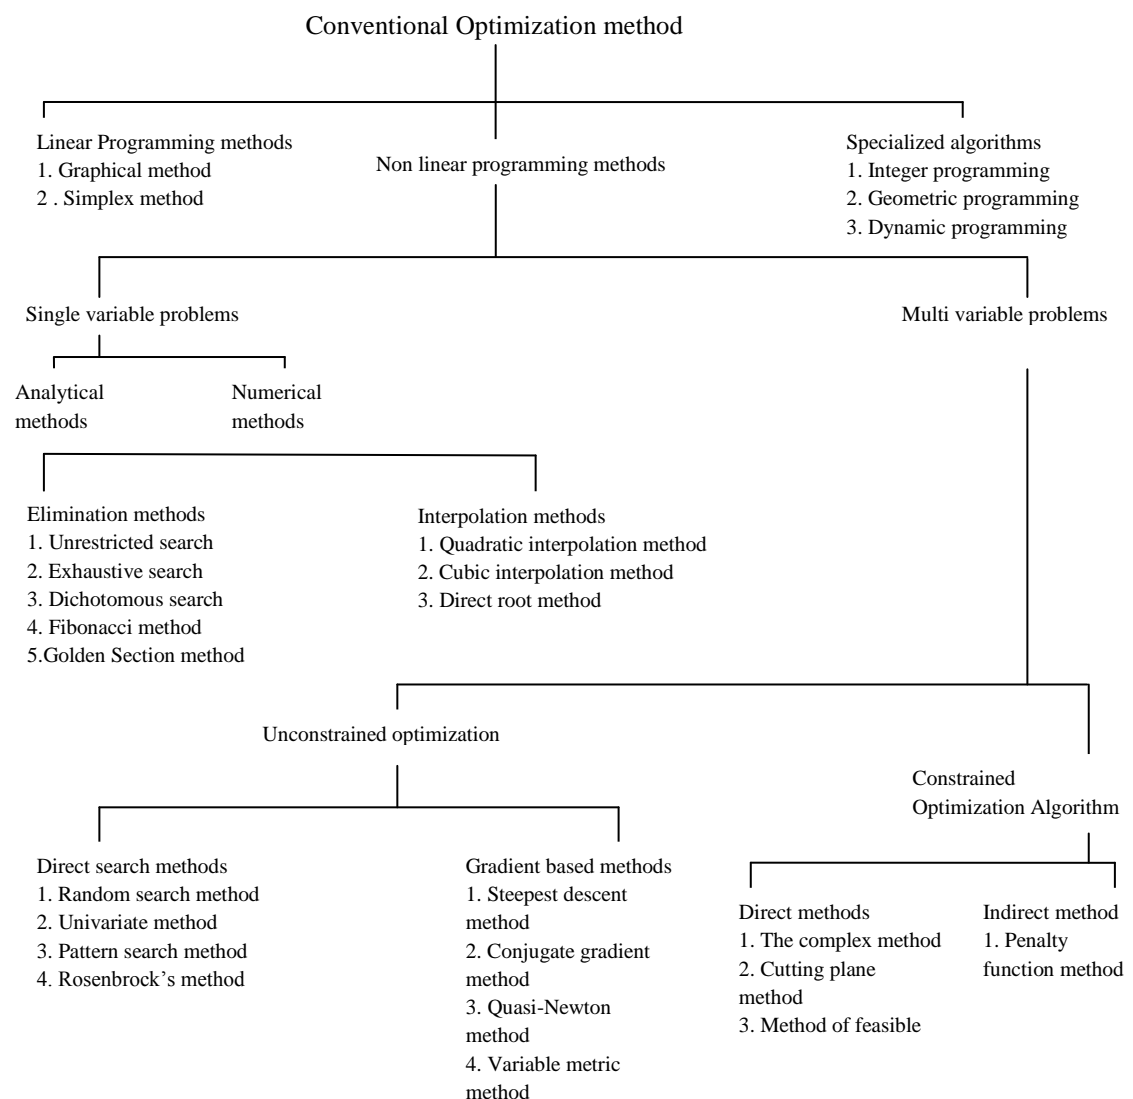 Conventional Optimization method
Linear Programming methods
1. Graphical method
2 . Simplex method
Non linear programming methods
Specialized algorithms
1. Integer programming
2. Geometric programming
3. Dynamic programming
Single variable problems
Multi variable problems
Analytical
methods
Numerical
methods
Elimination methods
1. Unrestricted search
2. Exhaustive search
3. Dichotomous search
4. Fibonacci method
5.Golden Section method
Interpolation methods
1. Quadratic interpolation method
2. Cubic interpolation method
3. Direct root method
Unconstrained optimization
Constrained
Optimization Algorithm
Direct search methods
1. Random search method
2. Univariate method
3. Pattern search method
4. Rosenbrock’s method
Gradient based methods
1. Steepest descent
method
2. Conjugate gradient
method
3. Quasi-Newton
method
4. Variable metric
method
Direct methods
1. The complex method
2. Cutting plane
method
3. Method of feasible
Indirect method
1. Penalty
function method